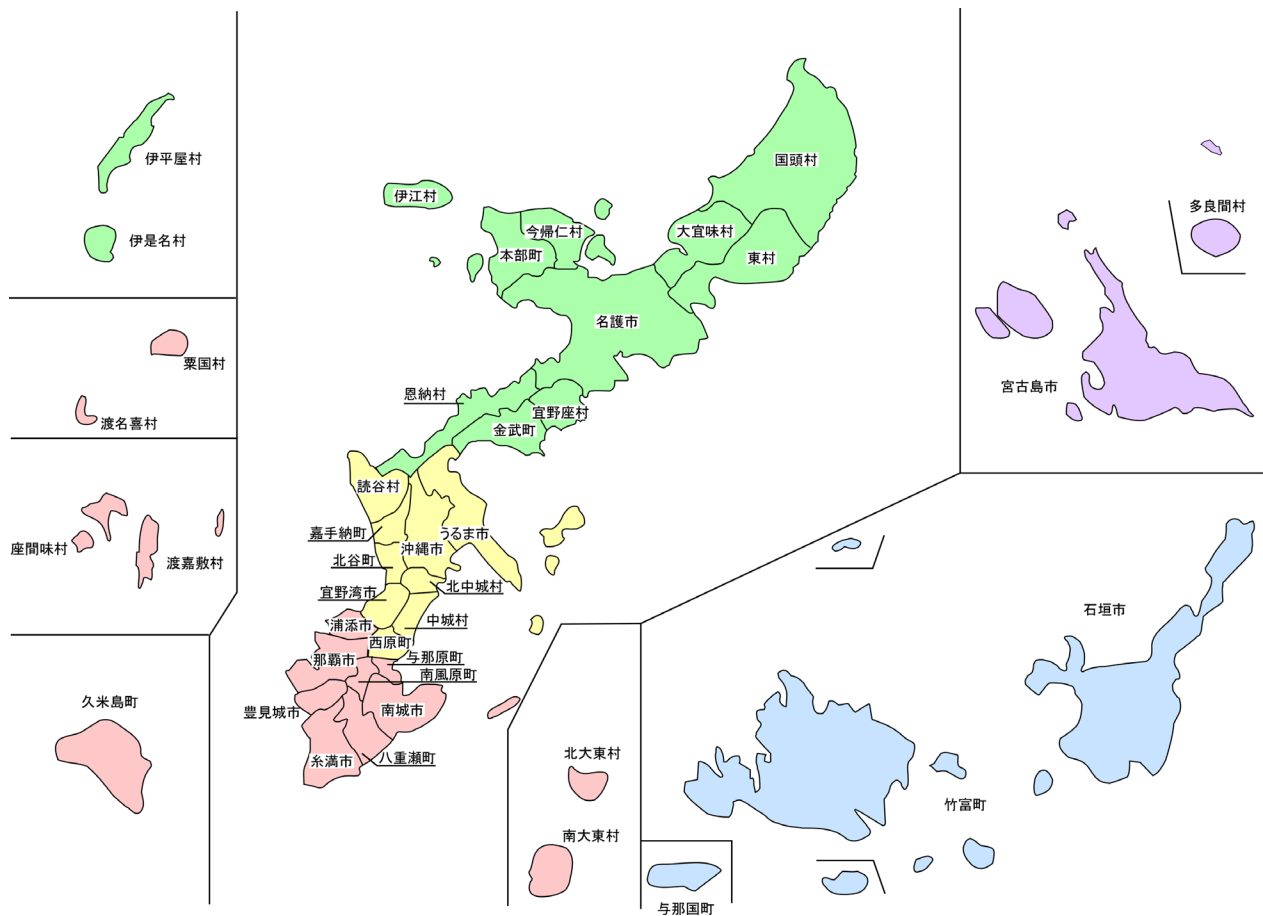 伊平屋村
伊是名村
粟国村
渡名喜村
座間味村
渡嘉敷村
久米島町
国頭村
伊江村
今帰仁村
大宜味村
本部町
東村
名護市
恩納村
宜野座村
金武町
読谷村
嘉手納町
うるま市
沖縄市
北谷町
北中城村
宜野湾市
中城村
浦添市
西原町
那覇市
与那原町
南風原町
豊見城市
南城市
糸満市
八重瀬町
北大東村
南大東村
多良間村
宮古島市
石垣市
竹富町
与那国町